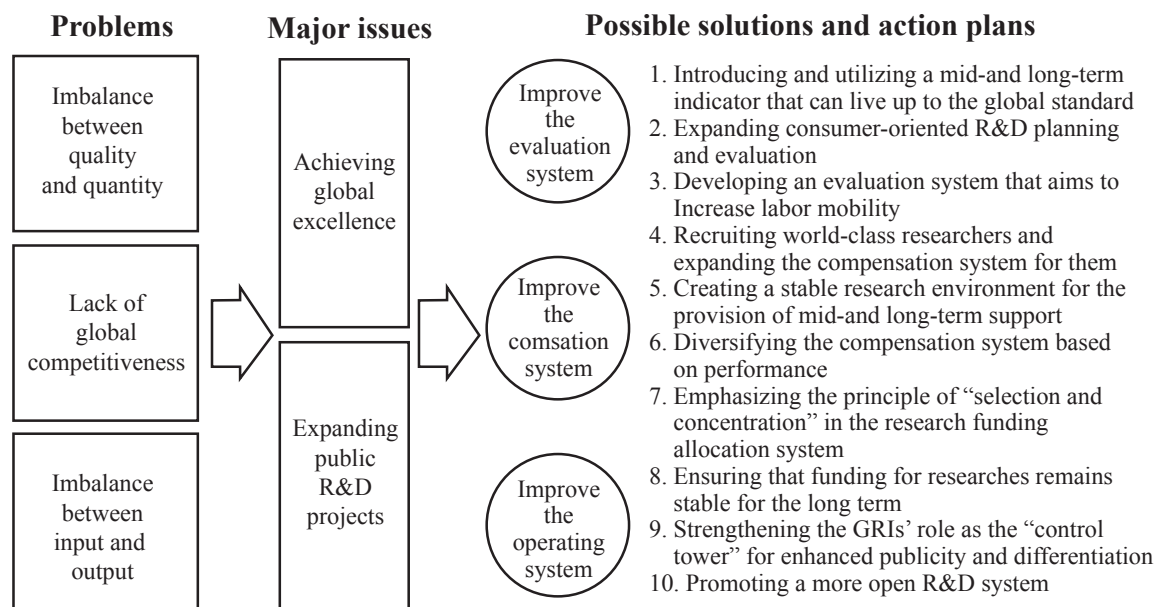 Problems
Major issues
Possible solutions and action plans
Imbalance
between
quality
and quantity
Lack of
global
competitiveness
Imbalance
between
input and
output
Achieving
global
excellence
Expanding
public
R&D
projects
Improve
the
evaluation
system
Improve
the
comsation
system
Improve
the
operating
system
1. Introducing and utilizing a mid-and long-term
indicator that can live up to the global standard
2. Expanding consumer-oriented R&D planning
and evaluation
3. Developing an evaluation system that aims to
Increase labor mobility
4. Recruiting world-class researchers and
expanding the compensation system for them
5. Creating a stable research environment for the
provision of mid-and long-term support
6. Diversifying the compensation system based
on performance
7. Emphasizing the principle of “selection and
concentration” in the research funding
allocation system
8. Ensuring that funding for researches remains
stable for the long term
9. Strengthening the GRIs’ role as the “control
tower” for enhanced publicity and differentiation
10. Promoting a more open R&D system